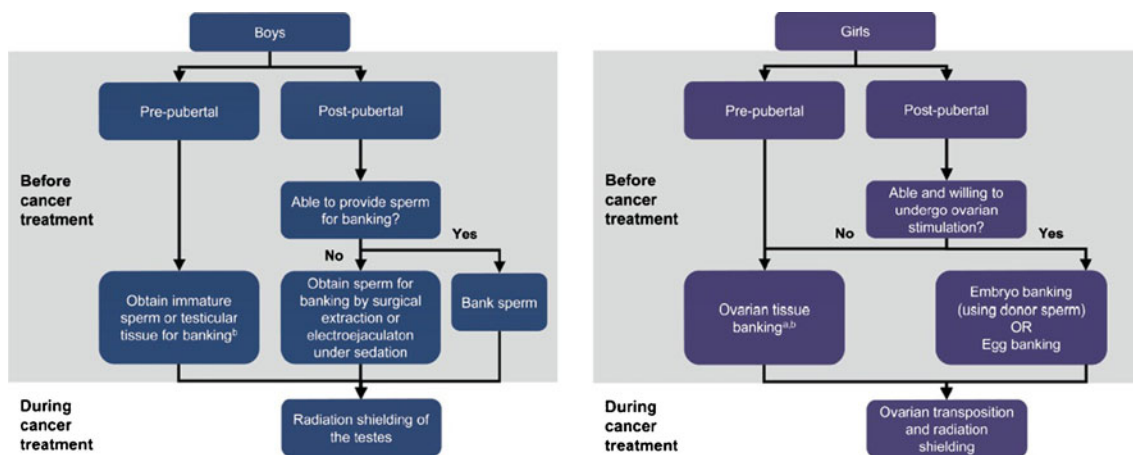 Boys
Pre-pubertal
Post-pubertal
Before
cancer
treatment
Able to provide sperm
for banking?
Yes
No
Obtain immature
sperm or testicular
tissue for bankingᵇ
Obtain sperm for
banking by surgical
extraction or
electroejaculaton
under sedation
Bank sperm
During
cancer
treatment
Radiation shielding of
the testes
Girls
Pre-pubertal
Post-pubertal
Before
cancer
treatment
Able and willing to
undergo ovarian
stimulation?
No
Yes
Ovarian tissue
bankingᵃ,ᵇ
Embryo banking
(using donor sperm)
OR
Egg banking
During
cancer
treatment
Ovarian transposition
and radiation
shielding